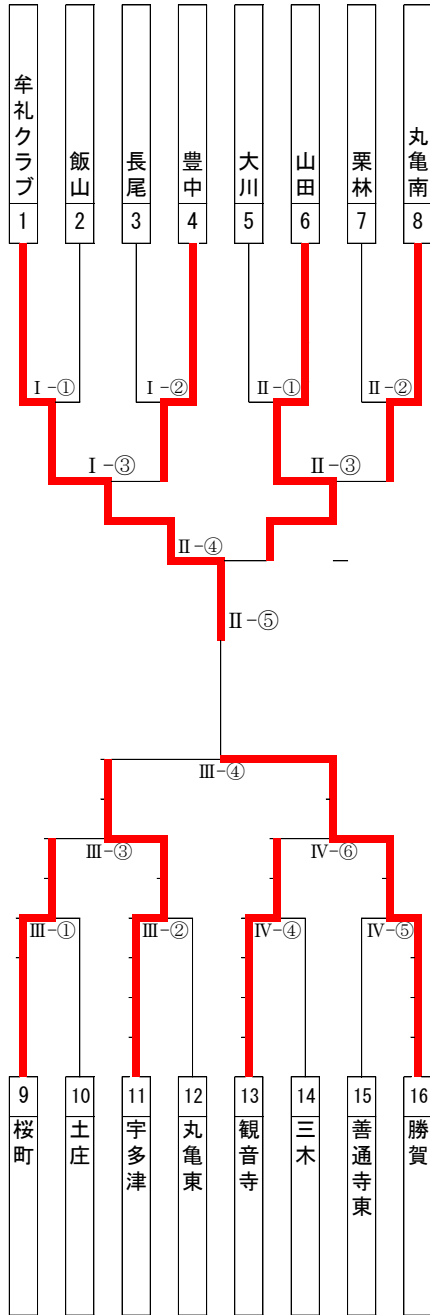 牟礼クラブ
1
飯山
2
長尾
3
豊中
4
大川
5
山田
6
栗林
7
丸亀南
8
Ⅰ-①
Ⅰ-②
Ⅱ-①
Ⅱ-②
Ⅰ-③
Ⅱ-③
Ⅱ-④
Ⅱ-⑤
Ⅲ-④
Ⅲ-③
Ⅳ-⑥
Ⅲ-①
Ⅲ-②
Ⅳ-④
Ⅳ-⑤
9
桜町
10
土庄
11
宇多津
12
丸亀東
13
観音寺
14
三木
15
善通寺東
16
勝賀